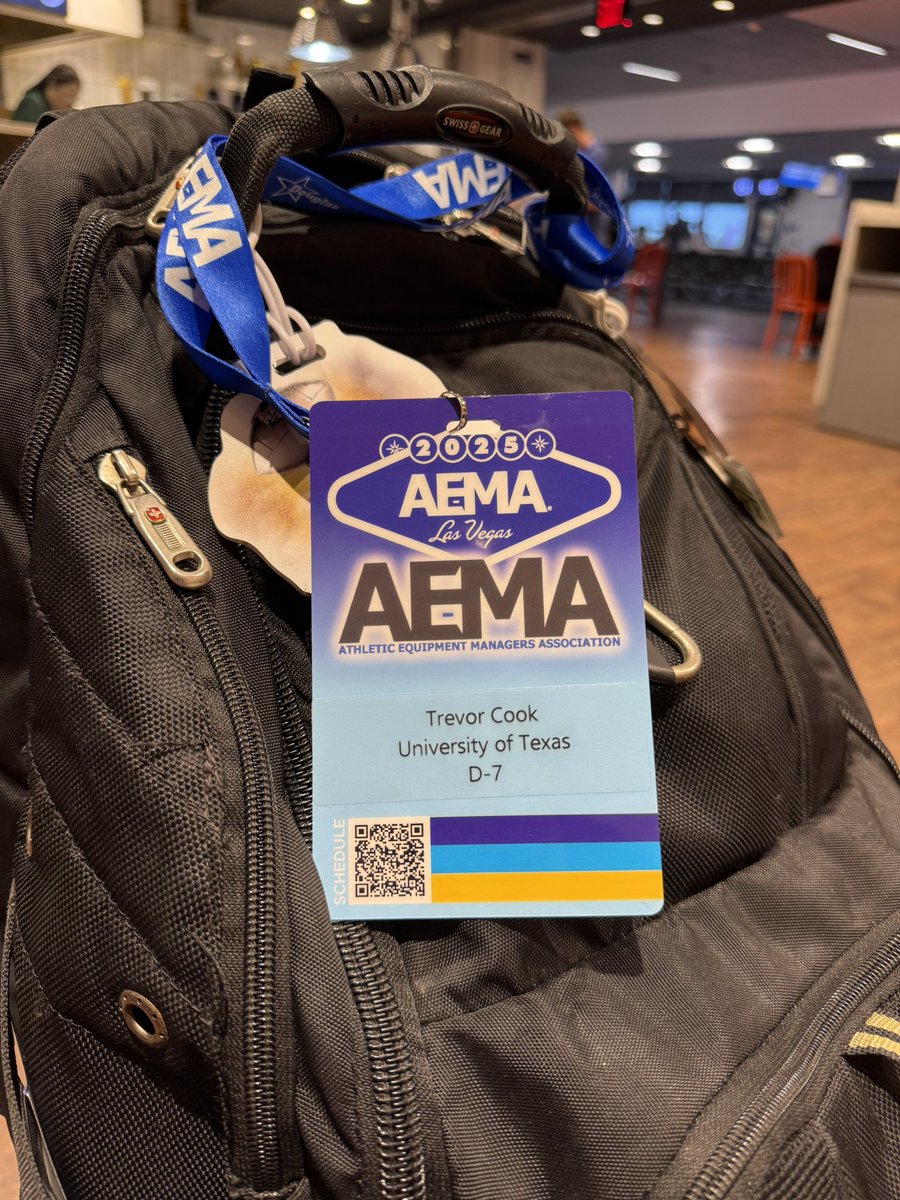 SWISS GEAR
AEMA
AEMA
2025
AEMA
Las Vegas
AEMA
ATHLETIC EQUIPMENT MANAGERS ASSOCIATION
Trevor Cook
University of Texas
D-7
SCHEDULE